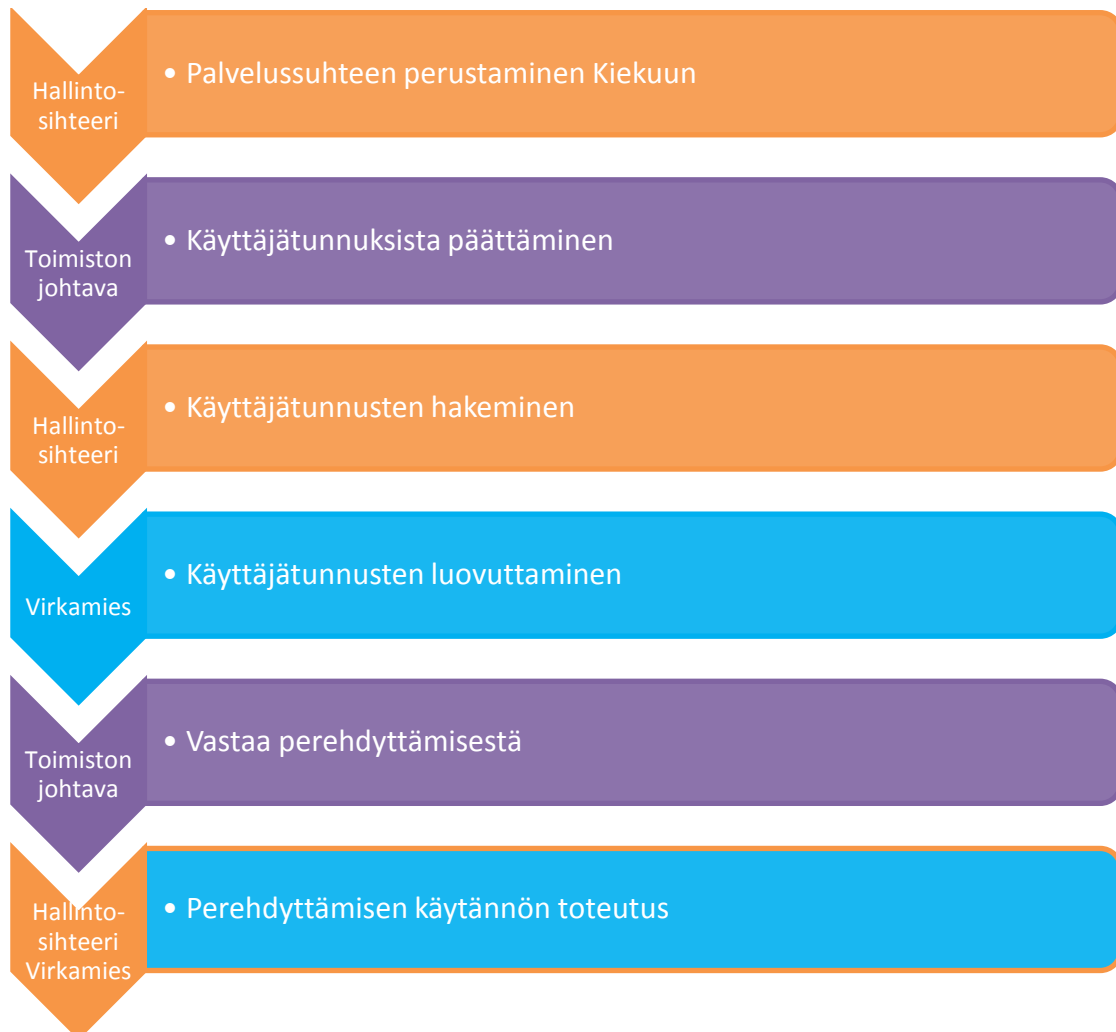 Hallinto-
sihteeri
• Palvelussuhteen perustaminen Kiekuun
Toimiston
johtava
• Käyttäjätunnuksista päättäminen
Hallinto-
sihteeri
• Käyttäjätunnusten hakeminen
Virkamies
• Käyttäjätunnusten luovuttaminen
Toimiston
johtava
• Vastaa perehdyttämisestä
Hallinto-
sihteeri
Virkamies
• Perehdyttämisen käytännön toteutus